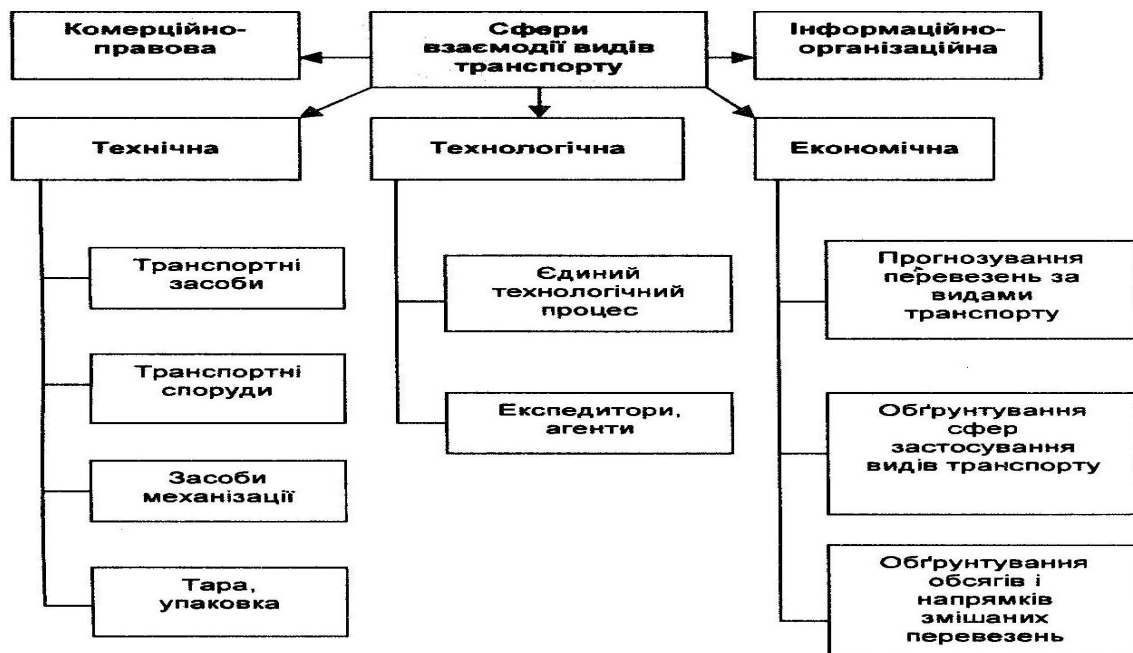 Комерційно-
правова
Сфери
взаємодії видів
транспорту
Інформаційно-
організаційна
Технічна
Технологічна
Економічна
Транспортні
засоби
Транспортні
споруди
Засоби
механізації
Тара,
упаковка
Єдиний
технологічний
процес
Експедитори,
агенти
Прогнозування
перевезень за
видами
транспорту
Обґрунтування
сфер
застосування
видів транспорту
Обґрунтування
обсягів і
напрямків
змішаних
перевезень